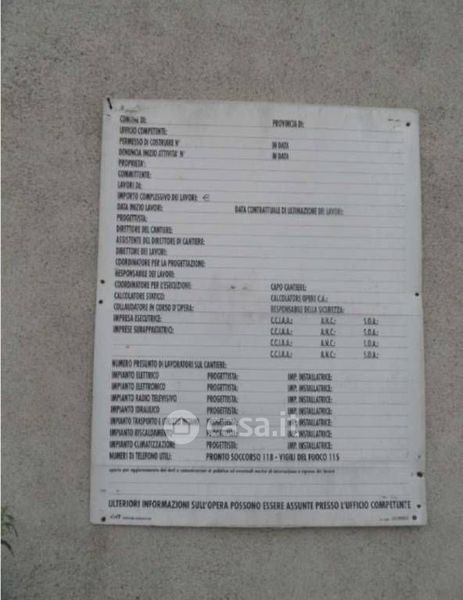 COMUNE DI: PROVINCIA DI:
UFFICIO COMPETENTE:
PERMESSO DI COSTRUIRE N° IN DATA
DENUNCIA INIZIO ATTIVITA' N° IN DATA
PROPRIETA':
COMMITTENTE:
LAVORI DI:
IMPORTO COMPLESSIVO DEI LAVORI: €
DATA INIZIO LAVORI: DATA CONTRATTUALE DI ULTIMAZIONE DEI LAVORI:
PROGETTISTA:
DIRETTORE DEL CANTIERE:
ASSISTENTE DEL DIRETTORE DI CANTIERE:
DIRETTORE DEI LAVORI:
COORDINATORE PER LA PROGETTAZIONE:
RESPONSABILE DEI LAVORI:
COORDINATORE PER L'ESECUZIONE: CAPO CANTIERE:
CALCOLATORE STATICO: CALCOLATORE OPERE C.A.:
COLLAUDATORE IN CORSO D'OPERA: RESPONSABILE DELLA SICUREZZA:
IMPRESA ESECUTRICE: C.C.I.A.A.: A.N.C.: S.O.A.:
IMPRESE SUBAPPALTATRICI: C.C.I.A.A.: A.N.C.: S.O.A.:
C.C.I.A.A.: A.N.C.: S.O.A.:
C.C.I.A.A.: A.N.C.: S.O.A.:
NUMERO PRESUNTO DI LAVORATORI SUL CANTIERE:
IMPIANTO ELETTRICO PROGETTISTA: IMP. INSTALLATRICE:
IMPIANTO ELETTRONICO PROGETTISTA: IMP. INSTALLATRICE:
IMPIANTO RADIO TELEVISIVO PROGETTISTA: IMP. INSTALLATRICE:
IMPIANTO IDRAULICO PROGETTISTA: IMP. INSTALLATRICE:
IMPIANTO TRASPORTO E UTILIZZO PROGETTISTA: IMP. INSTALLATRICE:
IMPIANTO RISCALDAMENTO PROGETTISTA: IMP. INSTALLATRICE:
IMPIANTO CLIMATIZZAZIONE: PROGETTISTA: IMP. INSTALLATRICE:
NUMERI DI TELEFONO UTILI: PRONTO SOCCORSO 118 - VIGILI DEL FUOCO 115
casa.it
ULTERIORI INFORMAZIONI SULL'OPERA POSSONO ESSERE ASSUNTE PRESSO L'UFFICIO COMPETENTE